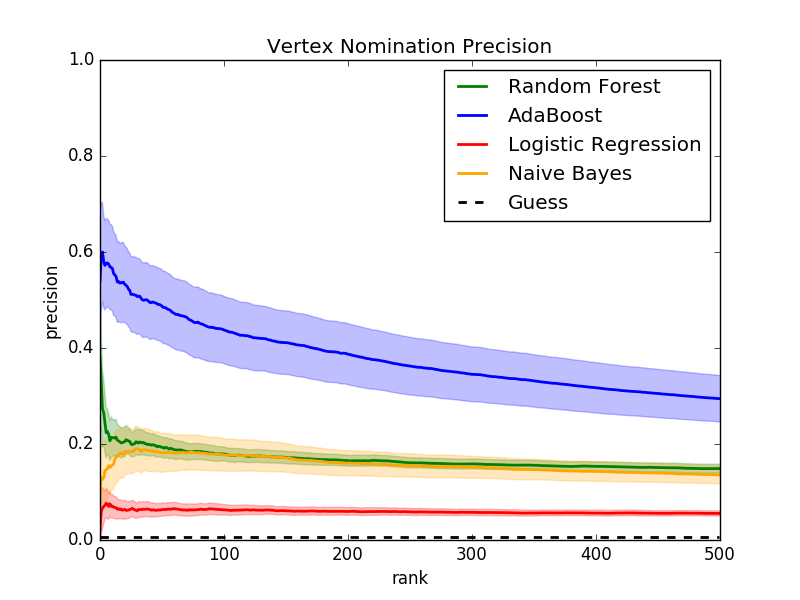 Vertex Nomination Precision
1.0
0.8
0.6
0.4
0.2
0.0
precision
Random Forest
AdaBoost
Logistic Regression
Naive Bayes
Guess
0 100 200 300 400 500
rank